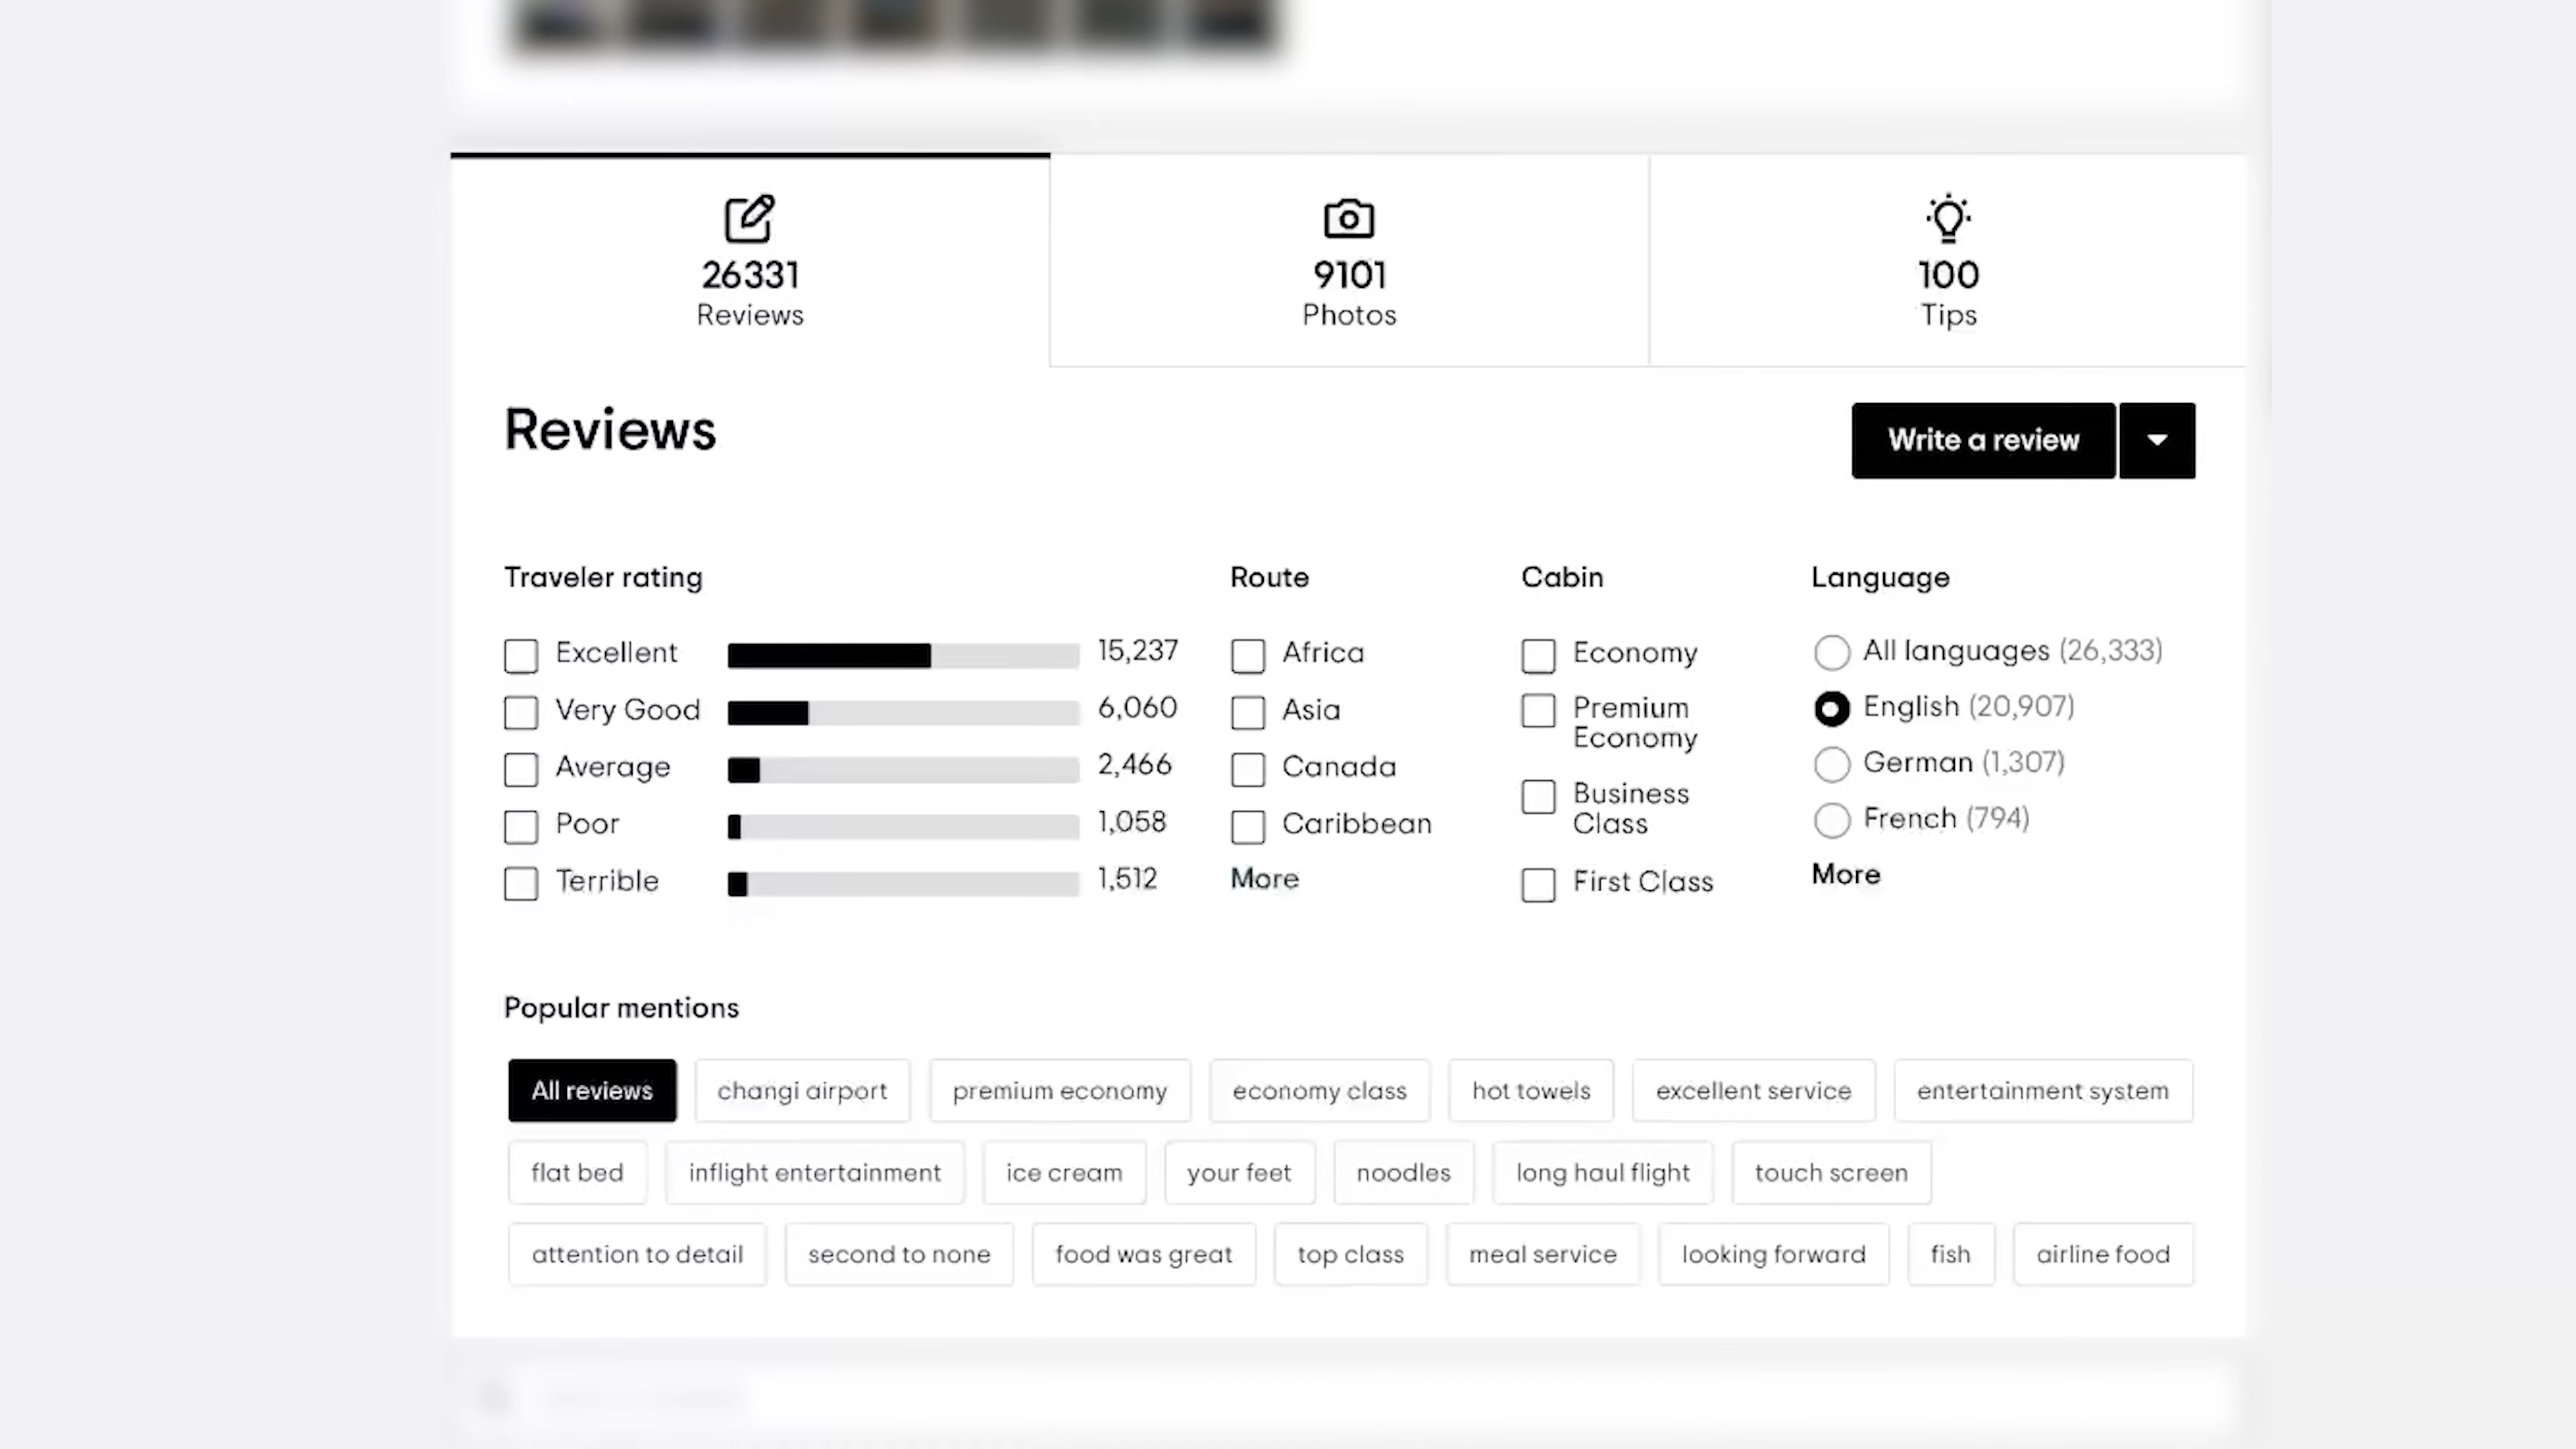 26331
Reviews
9101
Photos
100
Tips
Reviews
Write a review
Traveler rating
Excellent 15,237
Very Good 6,060
Average 2,466
Poor 1,058
Terrible 1,512
Route
Africa
Asia
Canada
Caribbean
More
Cabin
Economy
Premium
Economy
Business
Class
First Class
Language
All languages (26,333)
English (20,907)
German (1,307)
French (794)
More
Popular mentions
All reviews changi airport premium economy economy class hot towels excellent service entertainment system
flat bed inflight entertainment ice cream your feet noodles long haul flight touch screen
attention to detail second to none food was great top class meal service looking forward fish airline food